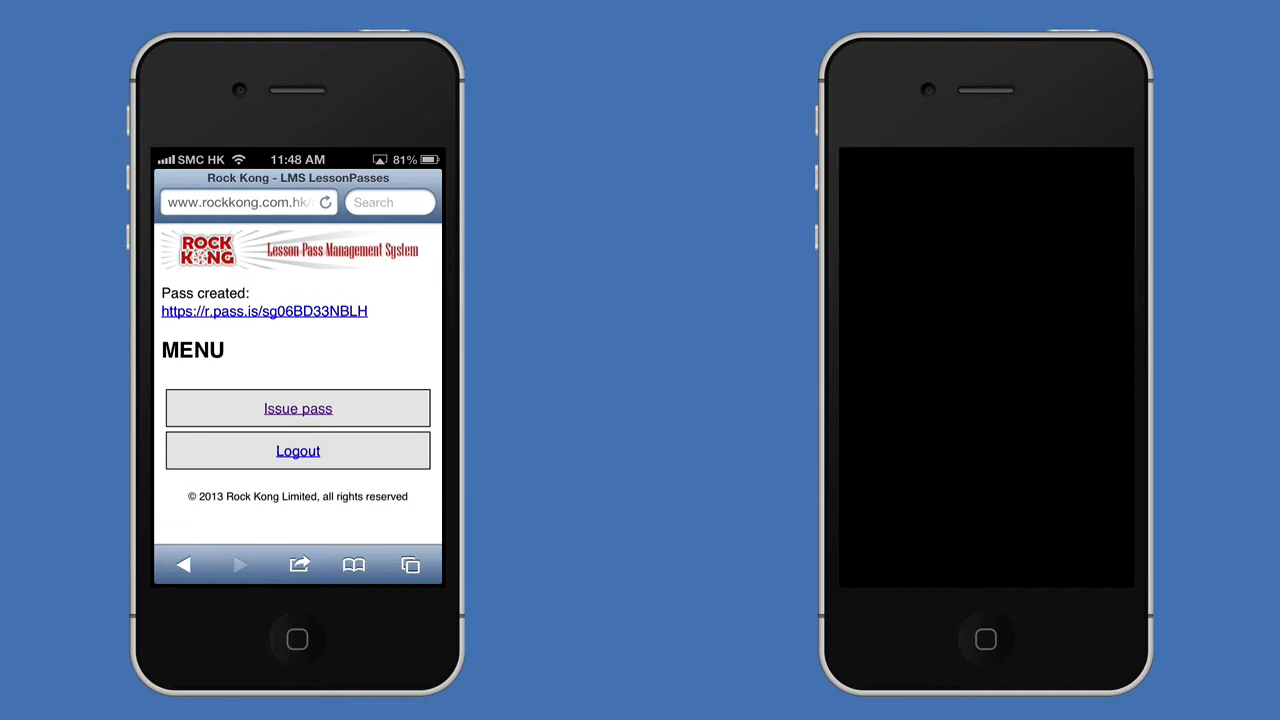 SMC HK 11:48 AM 81%
Rock Kong - LMS LessonPasses
www.rockkong.com.hk/ Search
ROCK KONG
Lesson Pass Management System
Pass created:
https://r.pass.is/sg06BD33NBLH
MENU
Issue pass
Logout
© 2013 Rock Kong Limited, all rights reserved